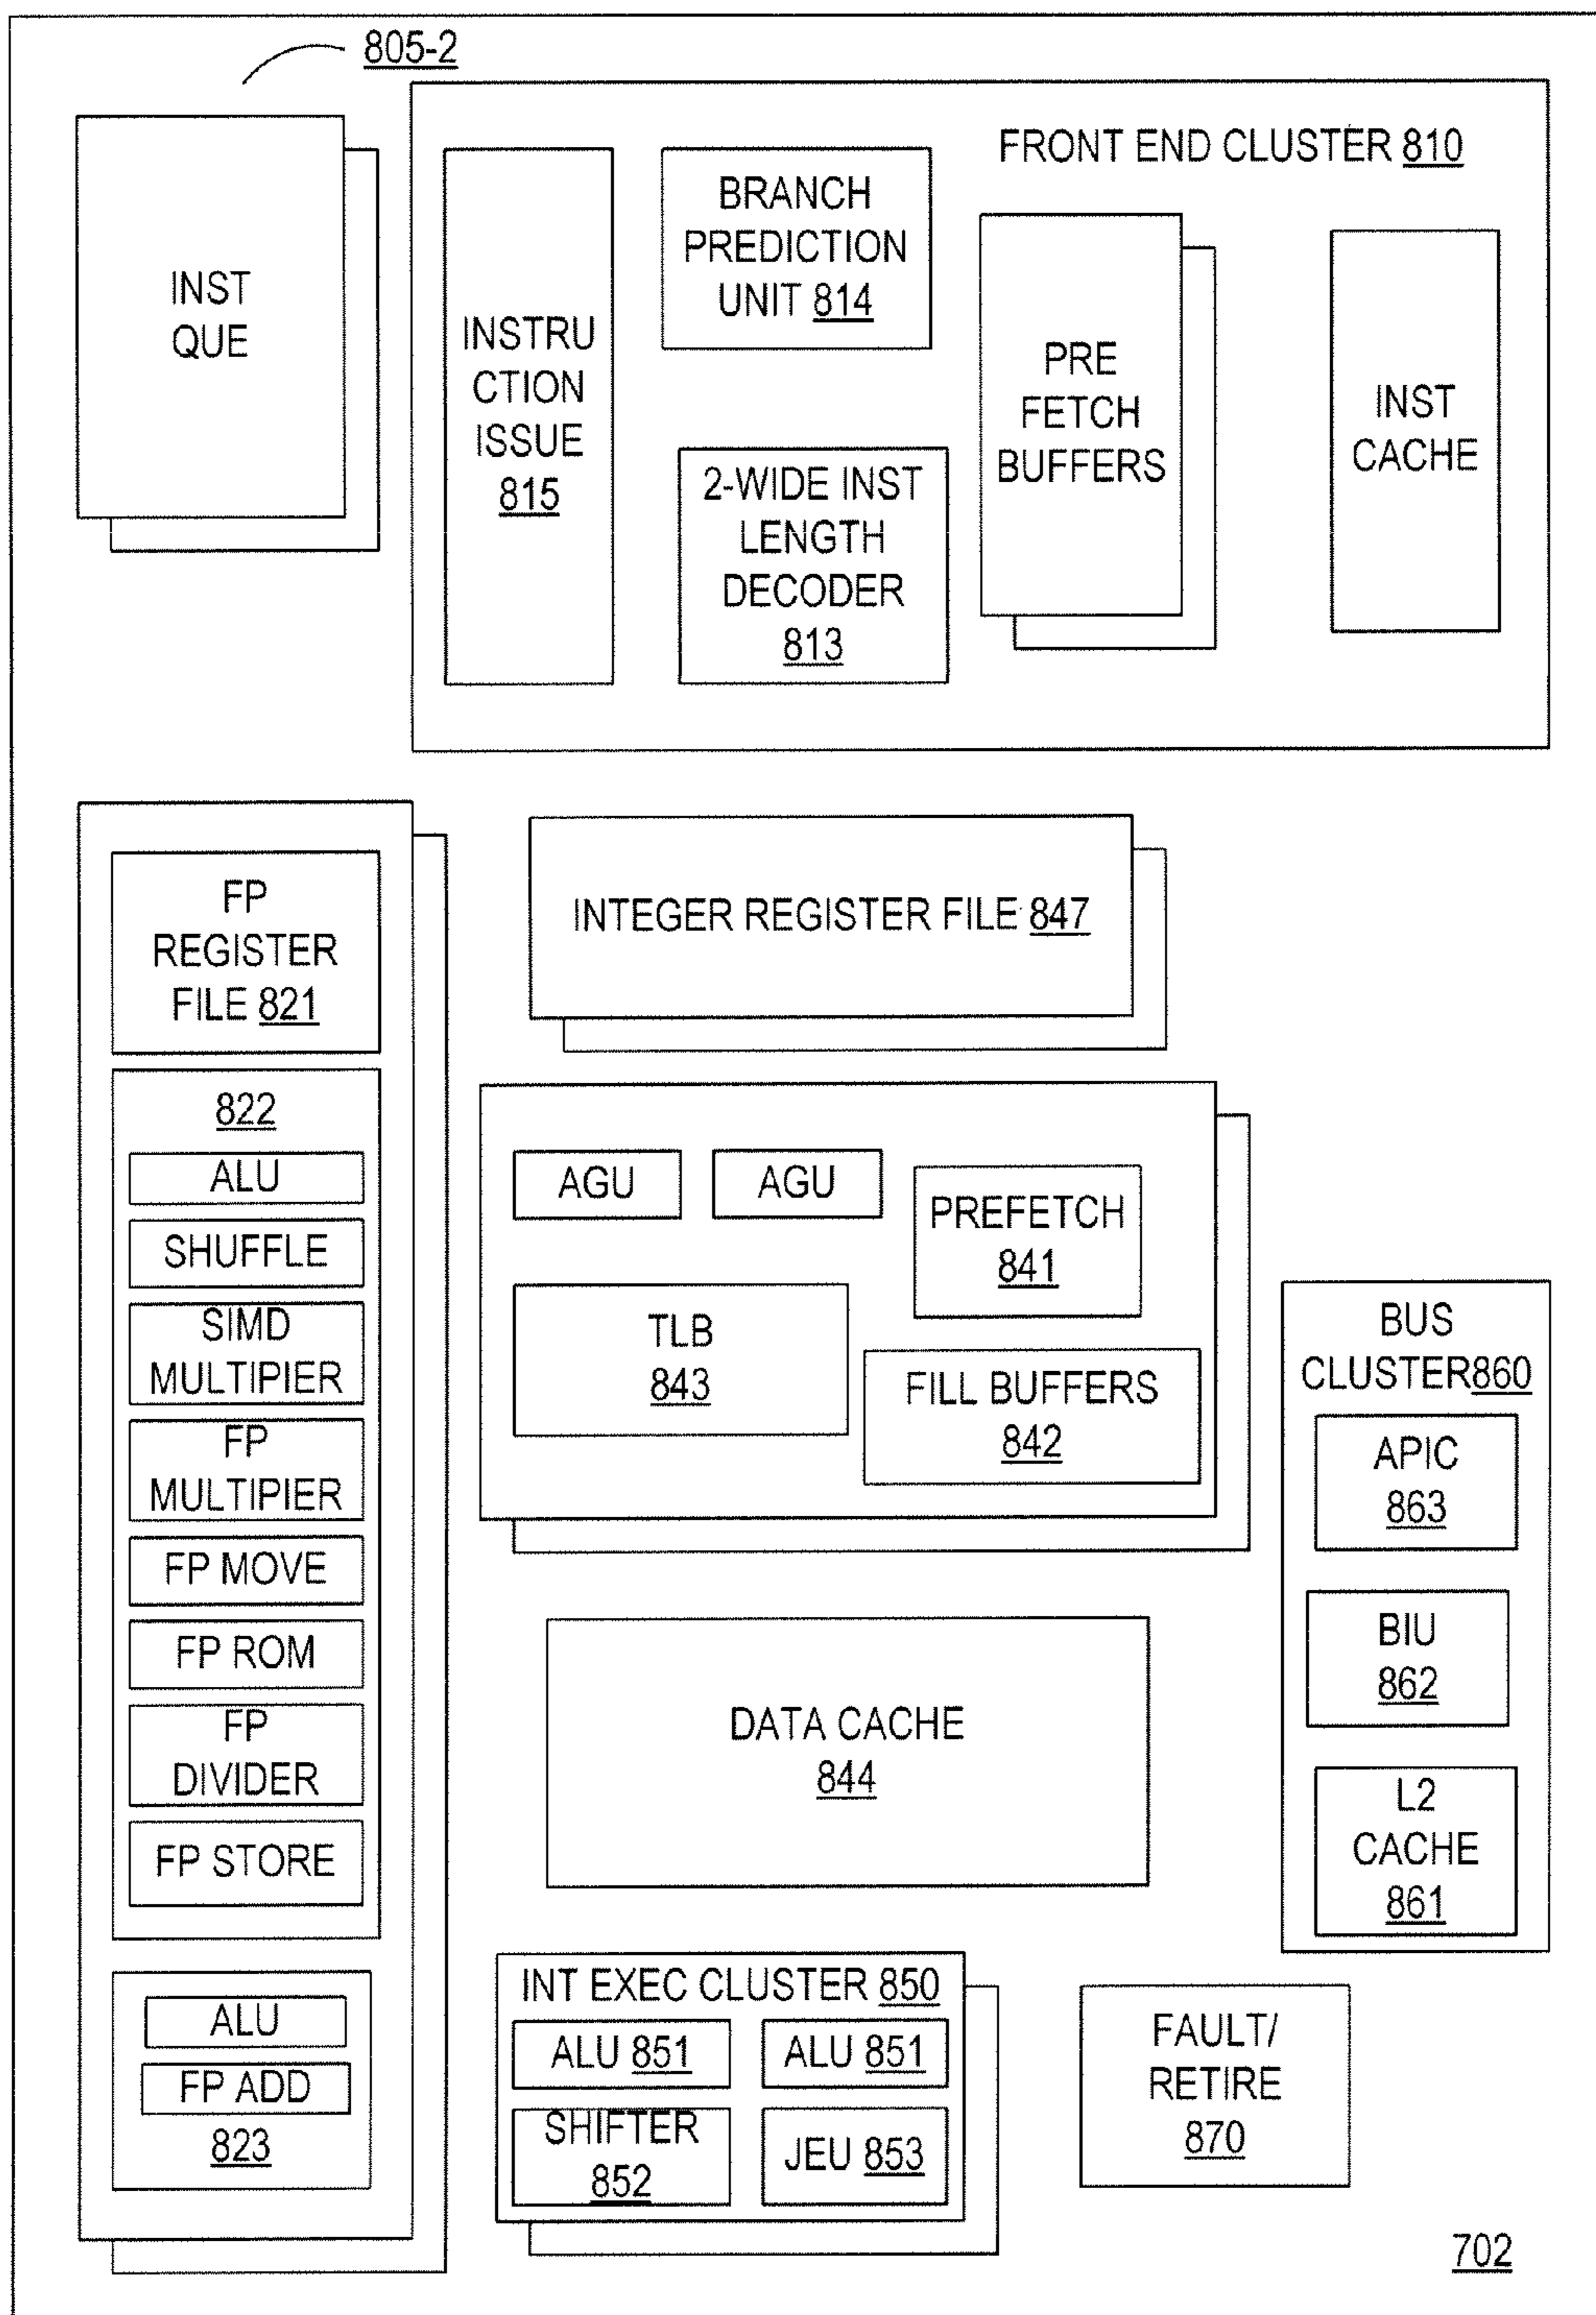 805-2
INST
QUE
FRONT END CLUSTER 810
INSTRU
CTION
ISSUE
815
BRANCH
PREDICTION
UNIT 814
2-WIDE INST
LENGTH
DECODER
813
PRE
FETCH
BUFFERS
INST
CACHE
FP
REGISTER
FILE 821
822
ALU
SHUFFLE
SIMD
MULTIPIER
FP
MULTIPIER
FP MOVE
FP ROM
FP
DIVIDER
FP STORE
ALU
FP ADD
823
INTEGER REGISTER FILE 847
AGU
AGU
PREFETCH
841
TLB
843
FILL BUFFERS
842
DATA CACHE
844
INT EXEC CLUSTER 850
ALU 851
ALU 851
SHIFTER
852
JEU 853
BUS
CLUSTER860
APIC
863
BIU
862
L2
CACHE
861
FAULT/
RETIRE
870
702